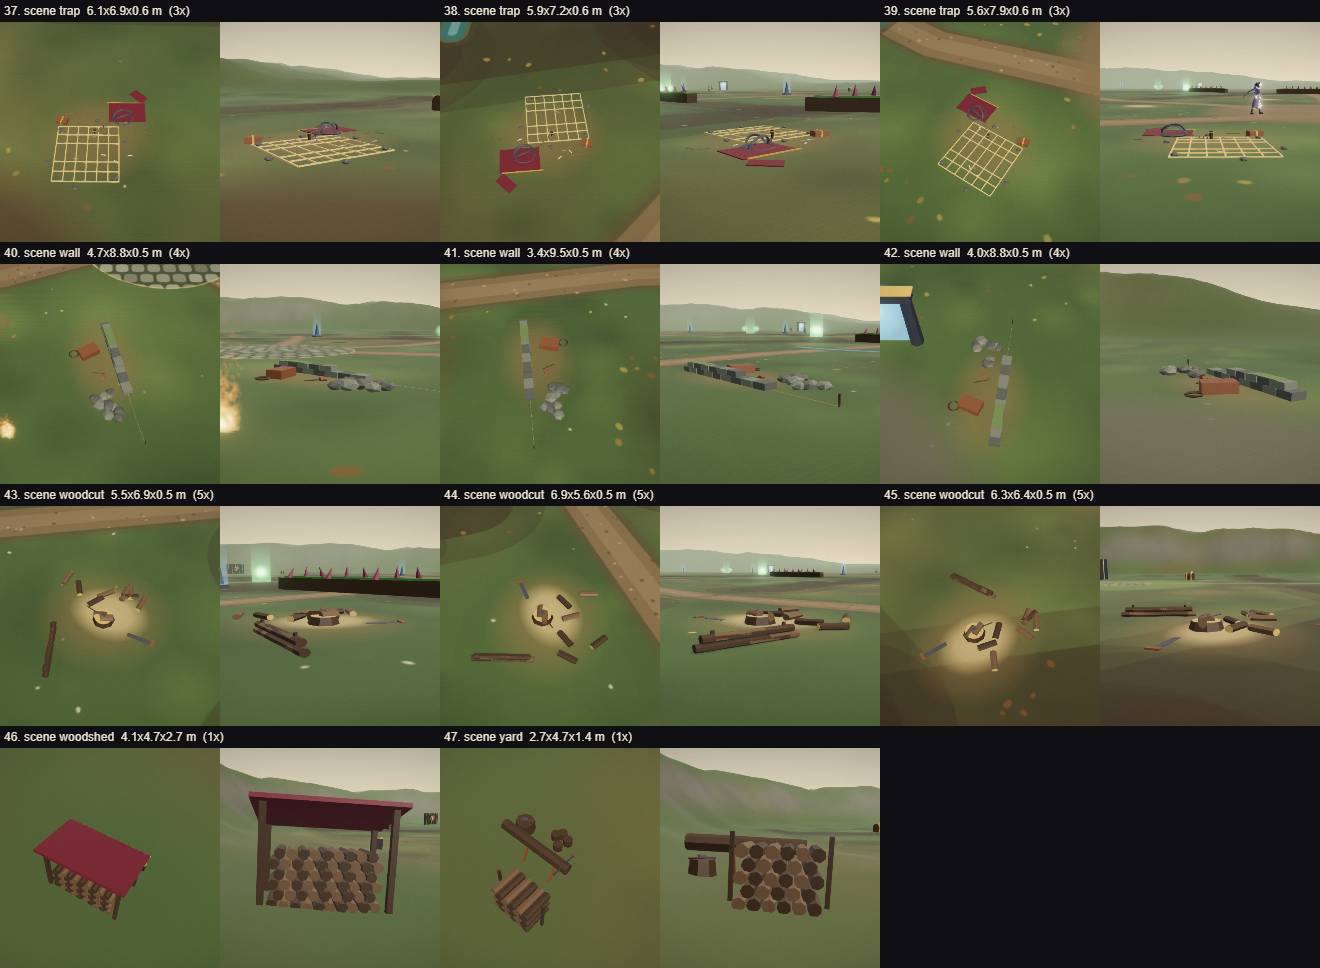 37. scene trap 6.1x6.9x0.6 m (3x)
38. scene trap 5.9x7.2x0.6 m (3x)
39. scene trap 5.6x7.9x0.6 m (3x)
40. scene wall 4.7x8.8x0.5 m (4x)
41. scene wall 3.4x9.5x0.5 m (4x)
42. scene wall 4.0x8.8x0.5 m (4x)
43. scene woodcut 5.5x6.9x0.5 m (5x)
44. scene woodcut 6.9x5.6x0.5 m (5x)
45. scene woodcut 6.3x6.4x0.5 m (5x)
46. scene woodshed 4.1x4.7x2.7 m (1x)
47. scene yard 2.7x4.7x1.4 m (1x)